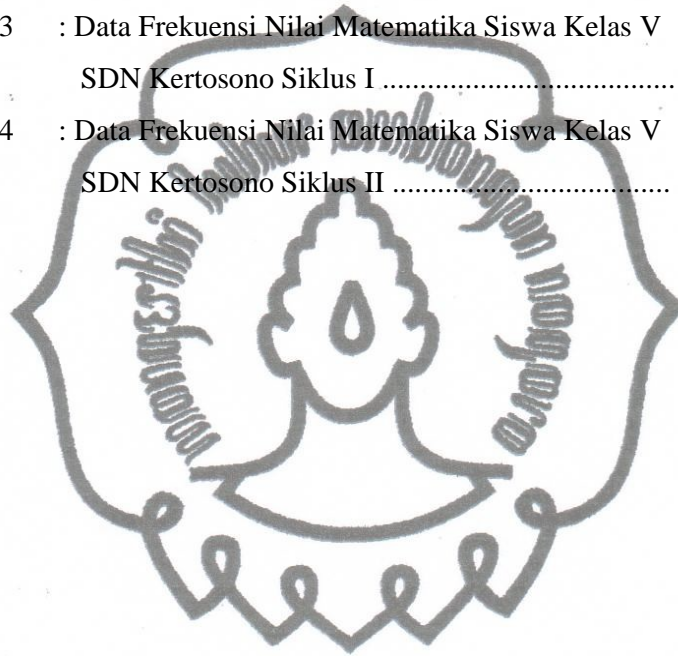 3 : Data Frekuensi Nilai Matematika Siswa Kelas V
SDN Kertosono Siklus I ........................................
4 : Data Frekuensi Nilai Matematika Siswa Kelas V
SDN Kertosono Siklus II ......................................